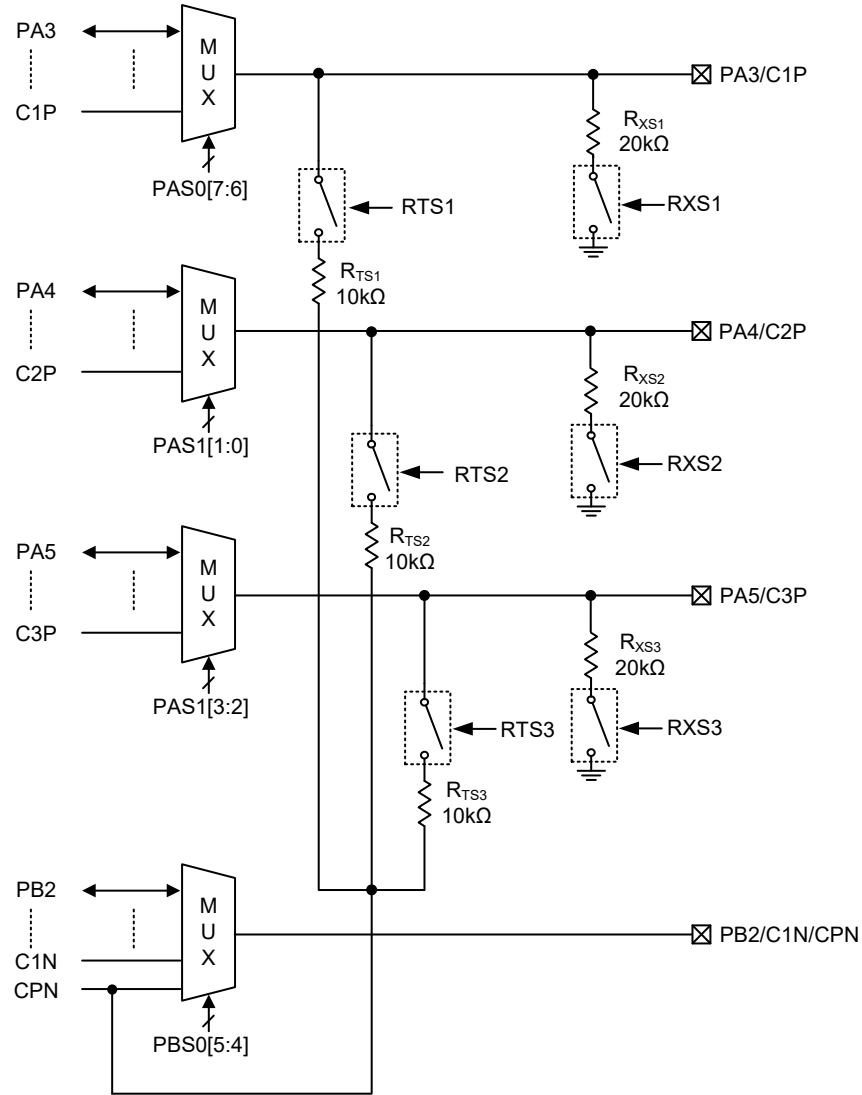 PA3
C1P
M
U
X
PAS0[7:6]
PA3/C1P
RTS1
RTS1
10kΩ
RXS1
20kΩ
RXS1
PA4
C2P
M
U
X
PAS1[1:0]
PA4/C2P
RTS2
RTS2
10kΩ
RXS2
20kΩ
RXS2
PA5
C3P
M
U
X
PAS1[3:2]
PA5/C3P
RTS3
RTS3
10kΩ
RXS3
20kΩ
RXS3
PB2
C1N
CPN
M
U
X
PBS0[5:4]
PB2/C1N/CPN